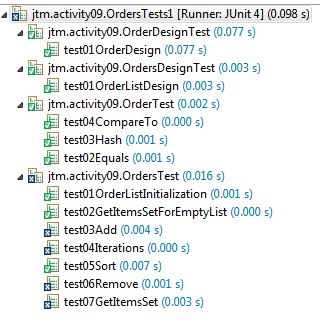 jtm.activity09.OrdersTests1 [Runner: JUnit 4] (0.098 s)
jtm.activity09.OrderDesignTest (0.077 s)
test01OrderDesign (0.077 s)
jtm.activity09.OrdersDesignTest (0.003 s)
test01OrderListDesign (0.003 s)
jtm.activity09.OrderTest (0.002 s)
test04CompareTo (0.000 s)
test03Hash (0.001 s)
test02Equals (0.001 s)
jtm.activity09.OrdersTest (0.016 s)
test01OrderListInitialization (0.001 s)
test02GetItemsSetForEmptyList (0.000 s)
test03Add (0.004 s)
test04Iterations (0.000 s)
test05Sort (0.007 s)
test06Remove (0.001 s)
test07GetItemsSet (0.003 s)